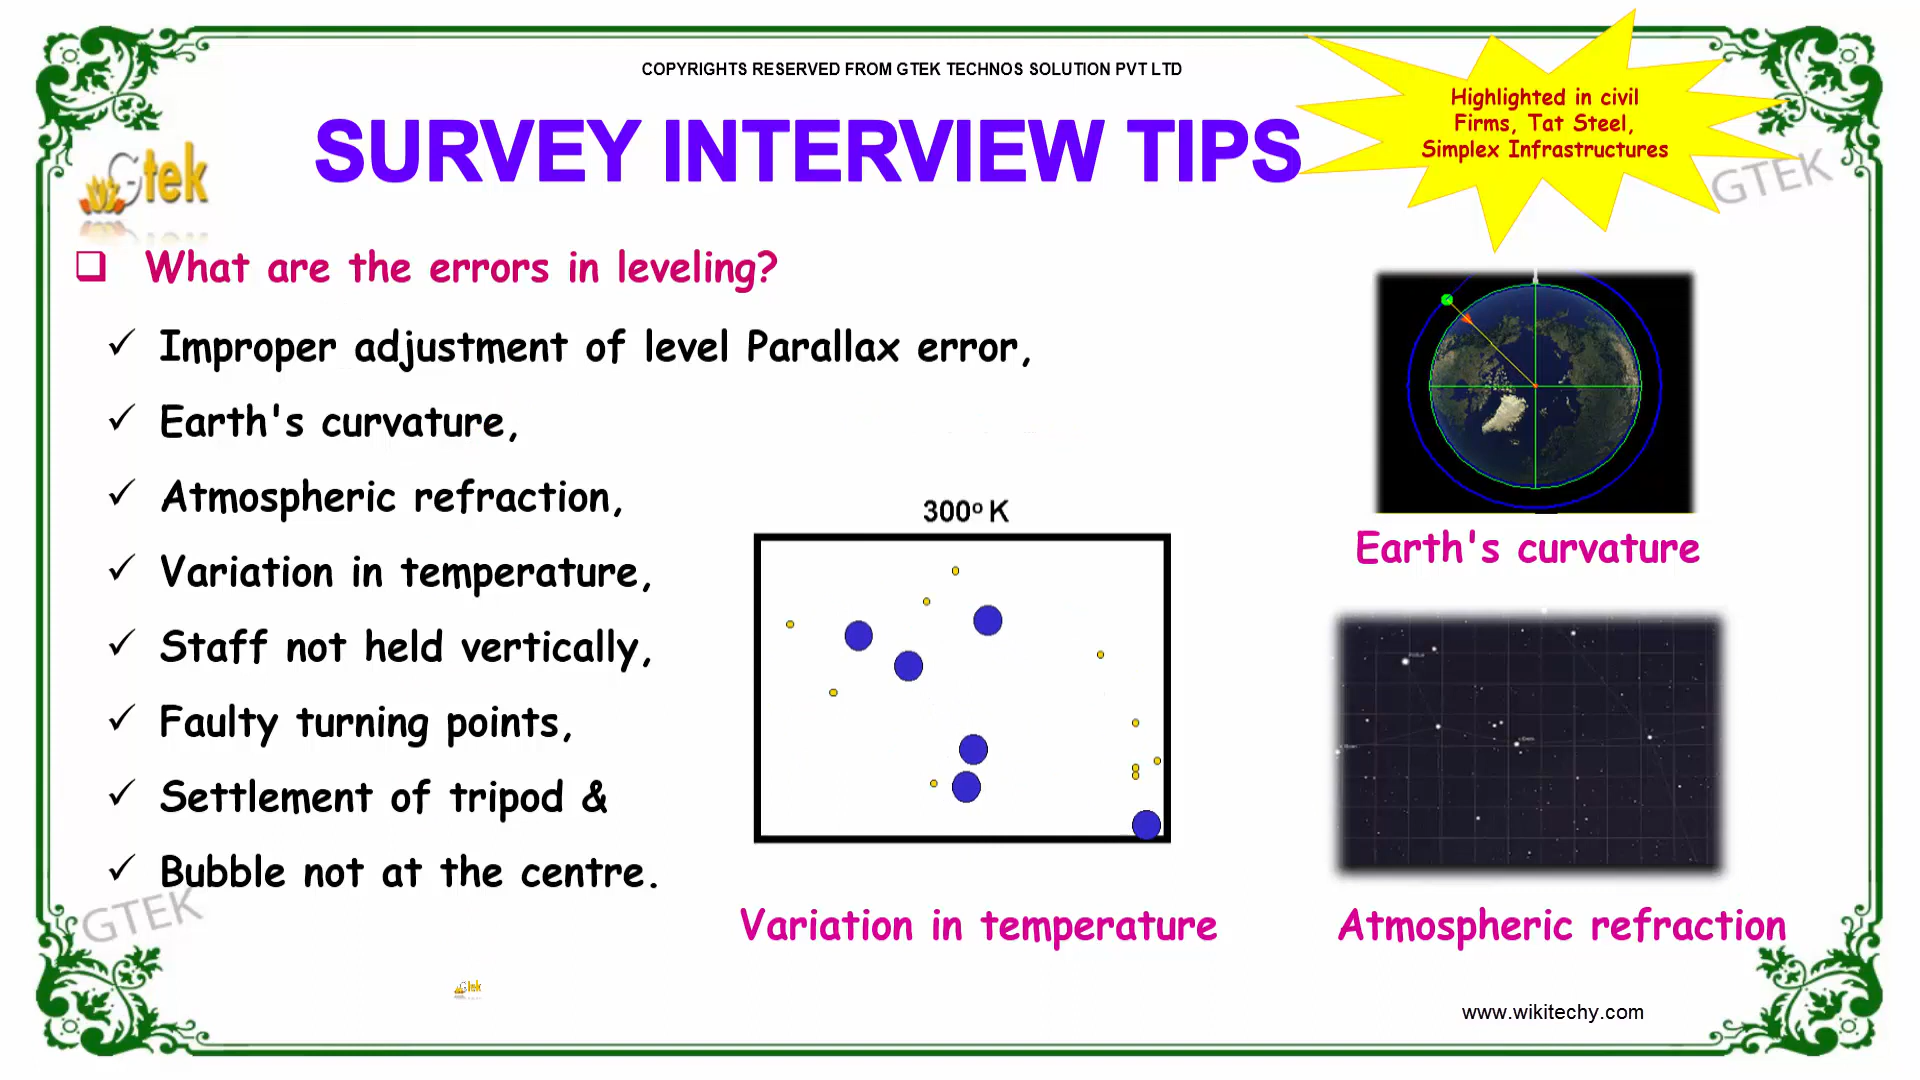 COPYRIGHTS RESERVED FROM GTEK TECHNOS SOLUTION PVT LTD
Highlighted in civil
Firms, Tat Steel,
Simplex Infrastructures
SURVEY INTERVIEW TIPS
Gtek
GTEK
What are the errors in leveling?
Improper adjustment of level Parallax error,
Earth's curvature,
Atmospheric refraction,
Variation in temperature,
Staff not held vertically,
Faulty turning points,
Settlement of tripod &
Bubble not at the centre.
300º K
Earth's curvature
Variation in temperature
Atmospheric refraction
GTEK
Gtek
www.wikitechy.com